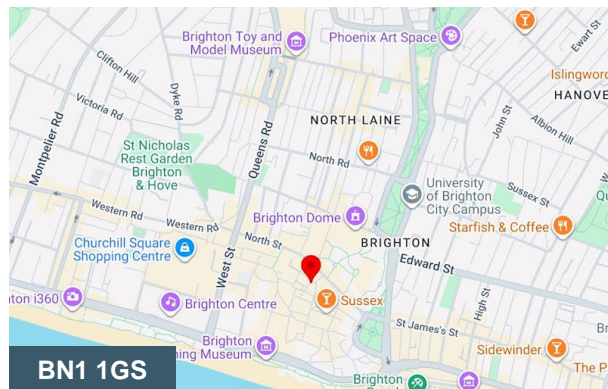 Brighton Toy and
Model Museum
Phoenix Art Space
Ewart St
Islingword
HANOVE
Clifton Hill
Dyke Rd
Victoria Rd
Montpelier Rd
Queens Rd
NORTH LAINE
John St
Albion Hill
St Nicholas
Rest Garden
Brighton
& Hove
North Rd
University
of Brighton
City Campus
Sussex St
Que
Western Rd
Western Rd
Brighton Dome
Starfish & Coffee
Churchill Square
Shopping Centre
West St
North St
BRIGHTON
Edward St
ton i360
Brighton Centre
Sussex
High St
St James's St
Brighton
ning Museum
Sidewinder
The P
Brighton
BN1 1GS